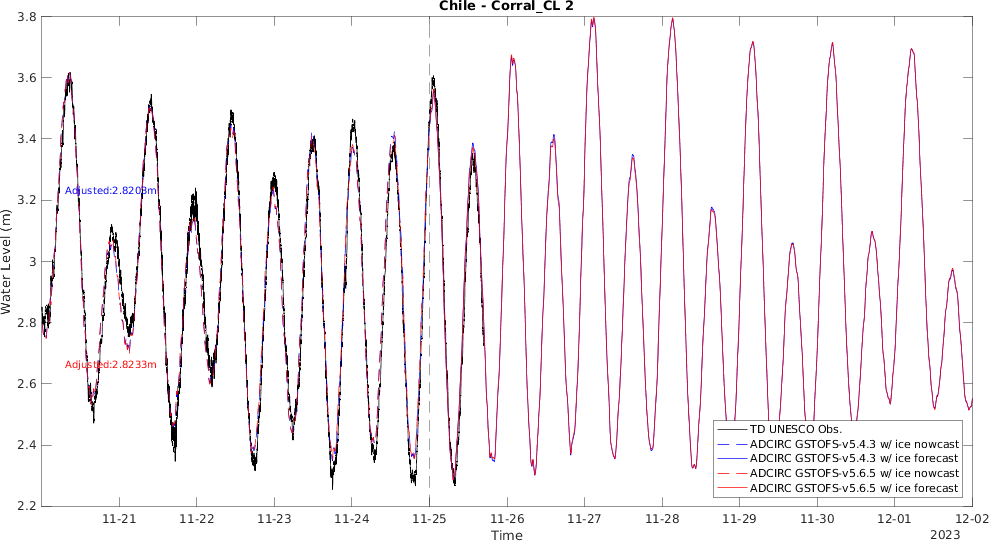 Chile - Corral_CL 2
3.8
3.6
3.4
3.2
3
2.8
2.6
2.4
2.2
Water Level (m)
Adjusted:2.8203m
Adjusted:2.8233m
TD UNESCO Obs.
ADCIRC GSTOFS-v5.4.3 w/ ice nowcast
ADCIRC GSTOFS-v5.4.3 w/ ice forecast
ADCIRC GSTOFS-v5.6.5 w/ ice nowcast
ADCIRC GSTOFS-v5.6.5 w/ ice forecast
11-21 11-22 11-23 11-24 11-25 11-26 11-27 11-28 11-29 11-30 12-01 12-02
Time
2023